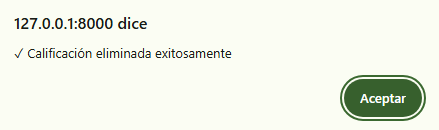 127.0.0.1:8000 dice
✓ Calificación eliminada exitosamente
Aceptar